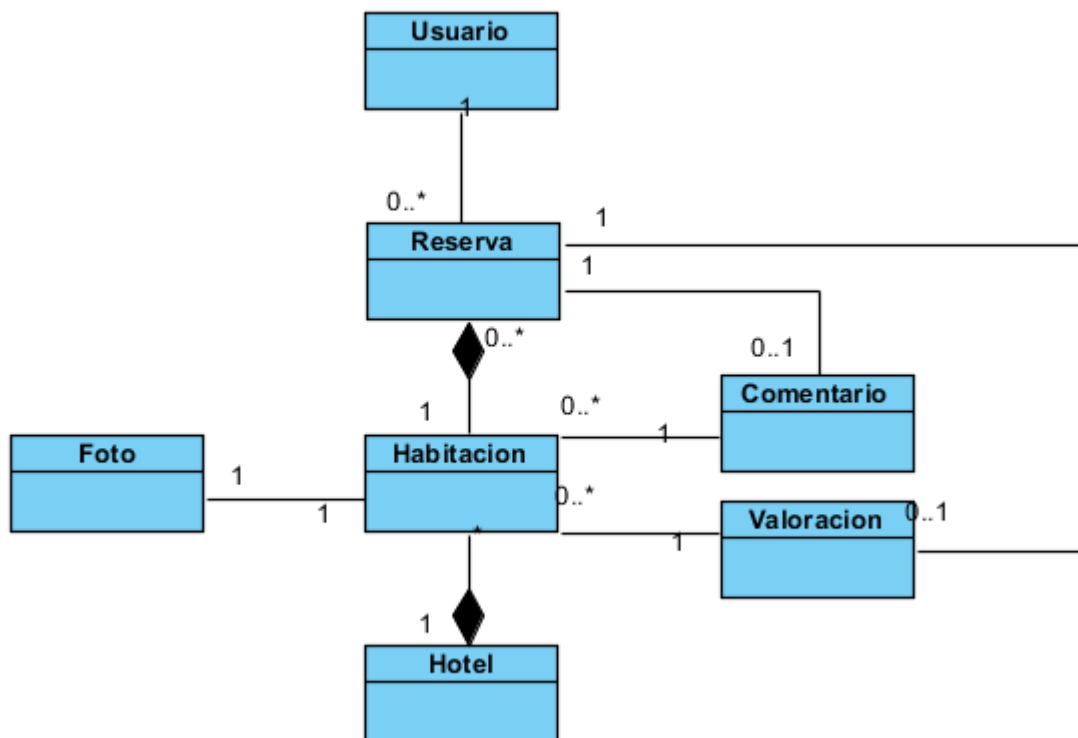 Usuario
1
0..*
Reserva
1
1
0..*
0..1
1
Comentario
0..*
1
Foto
1
1
Habitacion
0..*
1
Valoracion
0..1
*
1
Hotel